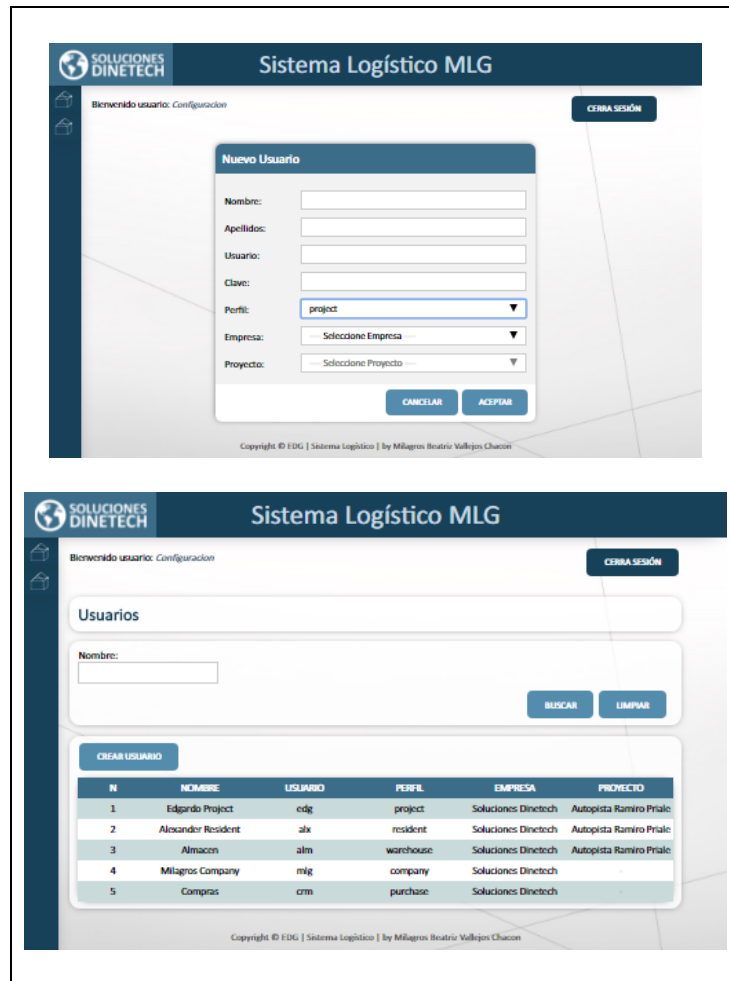 SOLUCIONES
DINETECH
Sistema Logístico MLG
Bienvenido usuario: Configuracion
CERRA SESIÓN
Nuevo Usuario
Nombre:
Apellidos:
Usuario:
Clave:
Perfil: project
Empresa: ---- Seleccione Empresa ----
Proyecto: ---- Seleccione Proyecto ----
CANCELAR ACEPTAR
Copyright © EDG | Sistema Logístico | by Milagros Beatriz Vallejos Chacon
SOLUCIONES
DINETECH
Sistema Logístico MLG
Bienvenido usuario: Configuracion
CERRA SESIÓN
Usuarios
Nombre:
BUSCAR LIMPIAR
CREAR USUARIO
N NOMBRE USUARIO PERFIL EMPRESA PROYECTO
1 Edgardo Project edg project Soluciones Dinetech Autopista Ramiro Priale
2 Alexander Resident alx resident Soluciones Dinetech Autopista Ramiro Priale
3 Almacen alm warehouse Soluciones Dinetech Autopista Ramiro Priale
4 Milagros Company mlg company Soluciones Dinetech -
5 Compras crm purchase Soluciones Dinetech -
Copyright © EDG | Sistema Logístico | by Milagros Beatriz Vallejos Chacon